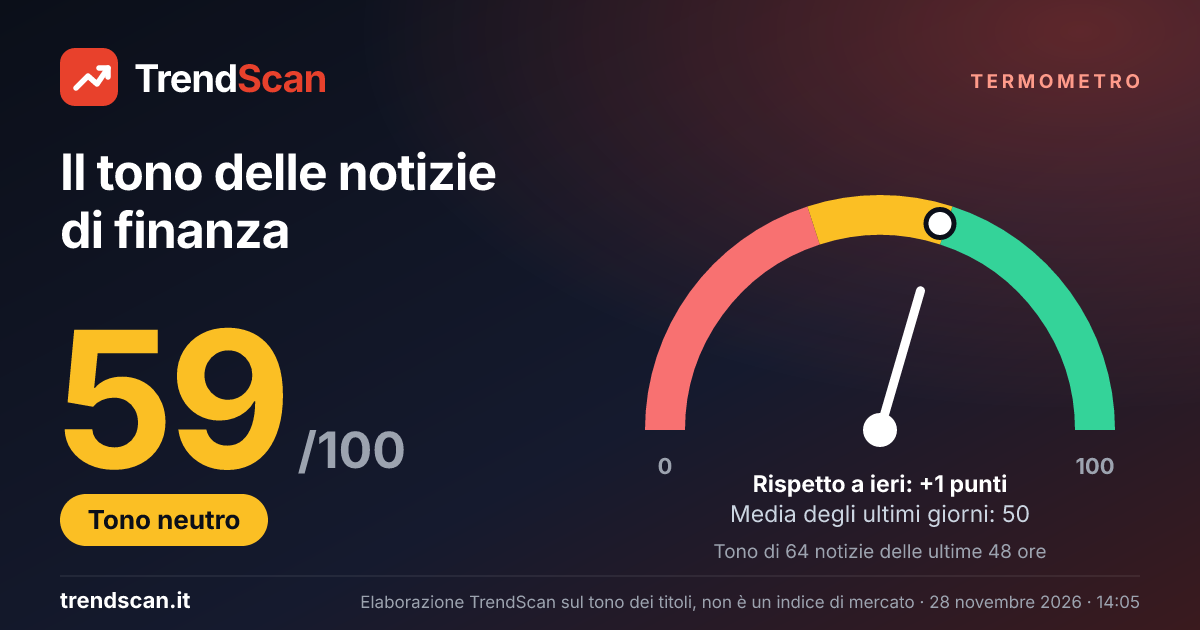 TrendScan
TERMOMETRO
Il tono delle notizie
di finanza
59 /100
Tono neutro
0
100
Rispetto a ieri: +1 punti
Media degli ultimi giorni: 50
Tono di 64 notizie delle ultime 48 ore
trendscan.it
Elaborazione TrendScan sul tono dei titoli, non è un indice di mercato · 28 novembre 2026 · 14:05